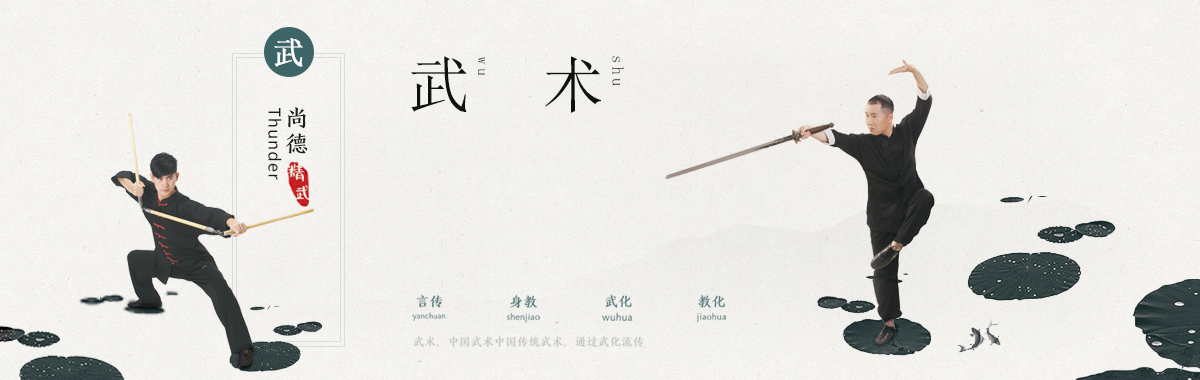 武
尚德
Thunder
精武
武 术
wu
shu
言传 身教 武化 教化
yanchuan shenjiao wuhua jiaohua
武术，中国武术中国传统武术，通过武化流传